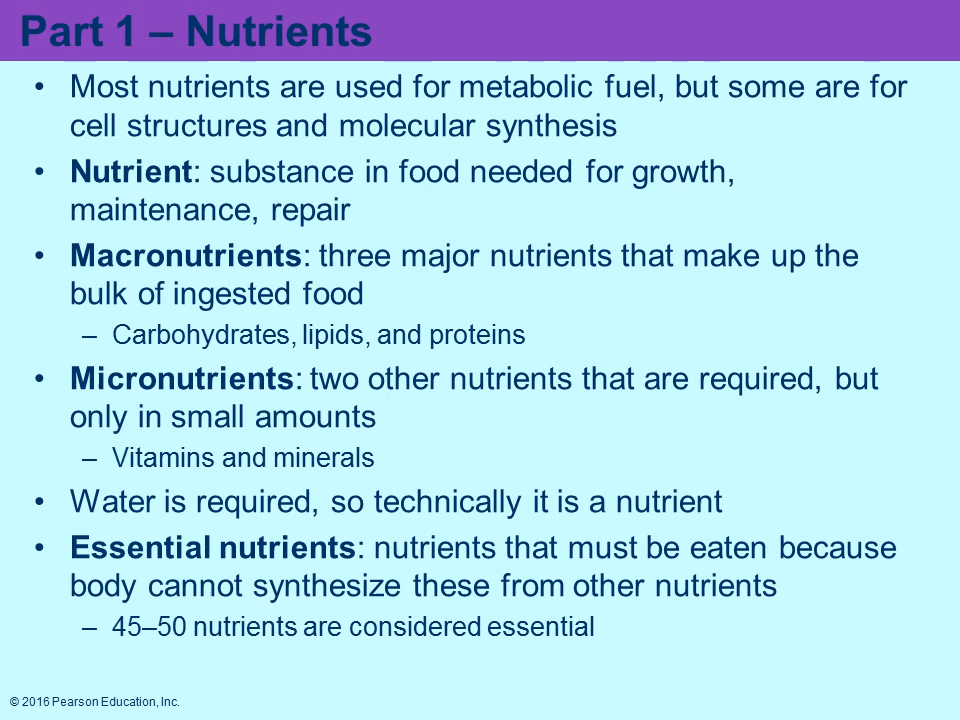 Part 1 – Nutrients
• Most nutrients are used for metabolic fuel, but some are for
cell structures and molecular synthesis
• Nutrient: substance in food needed for growth,
maintenance, repair
• Macronutrients: three major nutrients that make up the
bulk of ingested food
– Carbohydrates, lipids, and proteins
• Micronutrients: two other nutrients that are required, but
only in small amounts
– Vitamins and minerals
• Water is required, so technically it is a nutrient
• Essential nutrients: nutrients that must be eaten because
body cannot synthesize these from other nutrients
– 45–50 nutrients are considered essential
© 2016 Pearson Education, Inc.